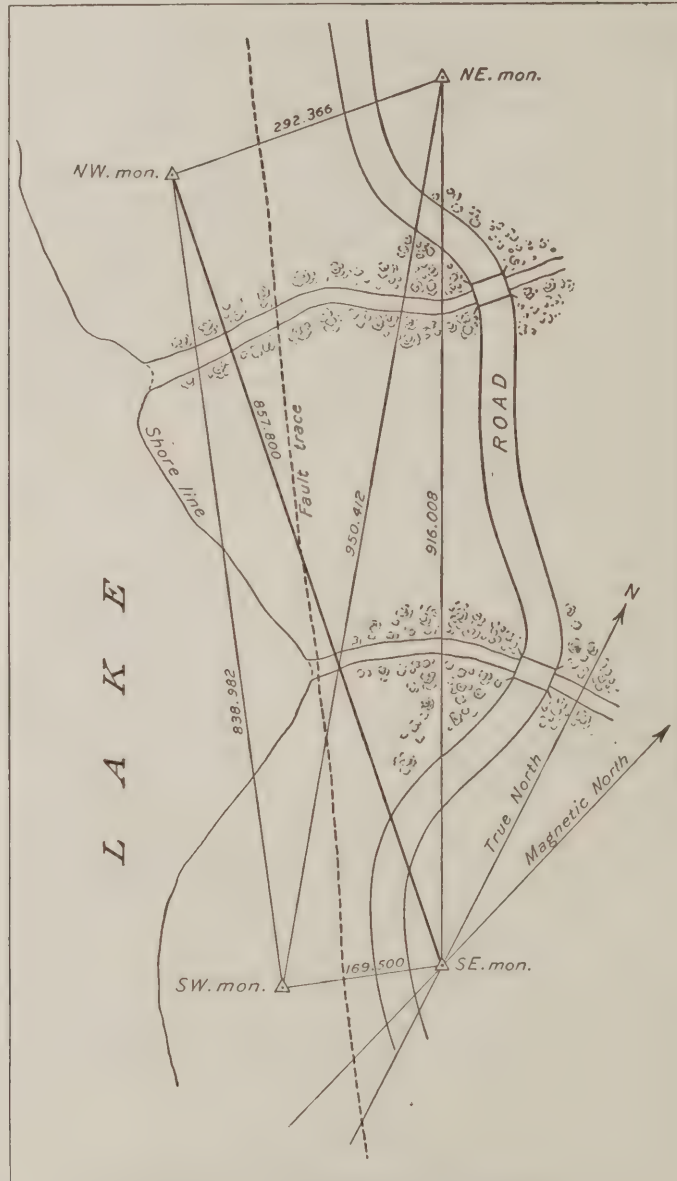 NE. mon.
292.366
NW. mon.
ROAD
857.800
Fault trace
Shore line
950.412
916.008
LAKE
838.982
N
True North
Magnetic North
169.500
SE. mon.
SW. mon.